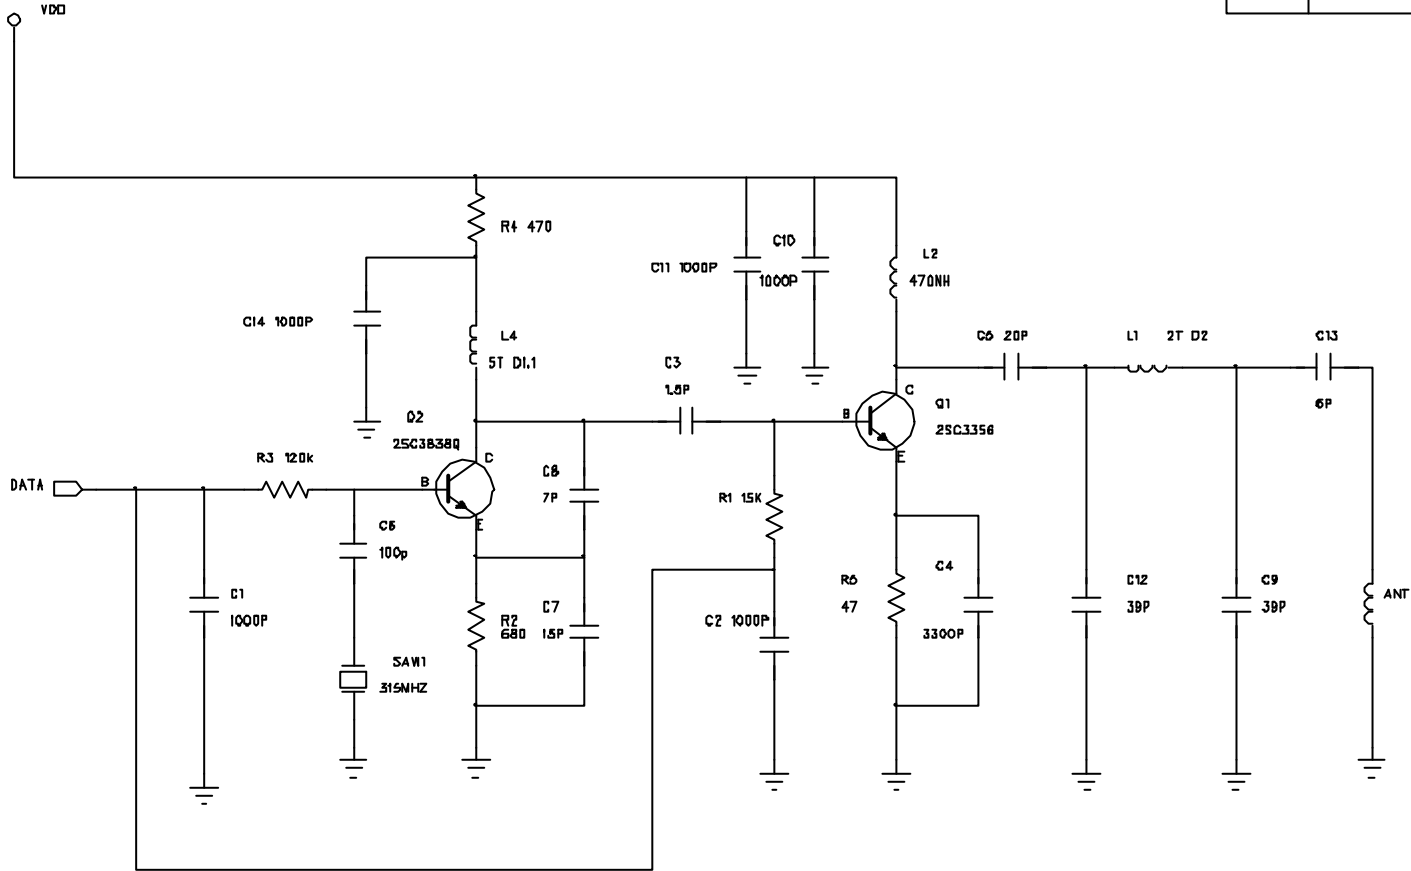 VDD
R4 470
C10
L2
C11 1000P
1000P
470NH
C14 1000P
L4
C6 20P
L1 2T D2
C13
5T D1.1
C3
1.5P
C
Q1
6P
Q2
B
2SC3356
2SC3838Q
R3 120k
C
E
C8
DATA
B
7P
R1 15K
E
C6
100p
R6
C4
C12
C9
C1
47
39P
39P
ANT
1000P
C7
R2
C2 1000P
680
15P
3300P
SAW1
315MHZ